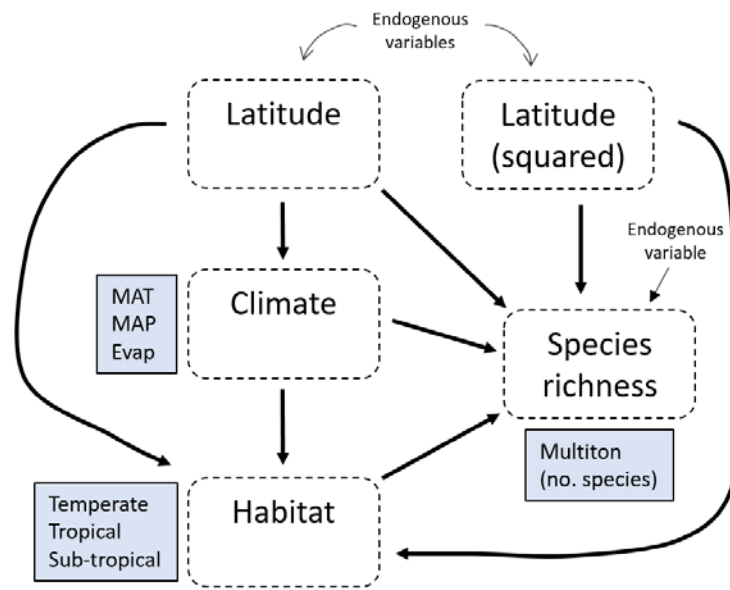 Endogenous
variables
Latitude
Latitude
(squared)
Endogenous
variable
MAT
MAP
Evap
Climate
Species
richness
Multiton
(no. species)
Temperate
Tropical
Sub-tropical
Habitat